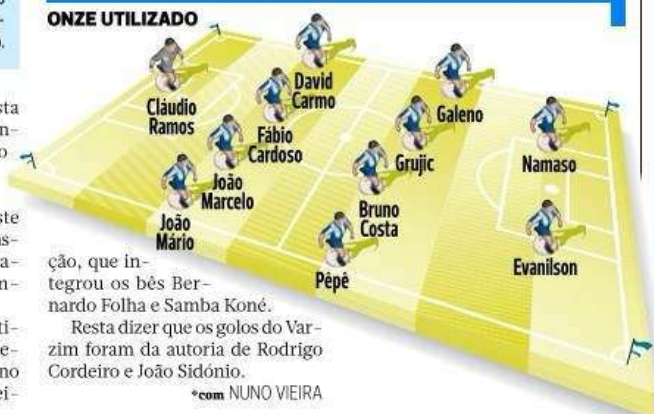 ONZE UTILIZADO
Cláudio
Ramos
David
Carmo
Fábio
Cardoso
João
Marcelo
João
Mário
Galeno
Grujic
Bruno
Costa
Pêpê
Namaso
Evanilson
ção, que in-
tegrou os bês Ber-
nardo Folha e Samba Koné.
Resta dizer que os golos do Var-
zim foram da autoria de Rodrigo
Cordeiro e João Sidónio.
*com NUNO VIEIRA